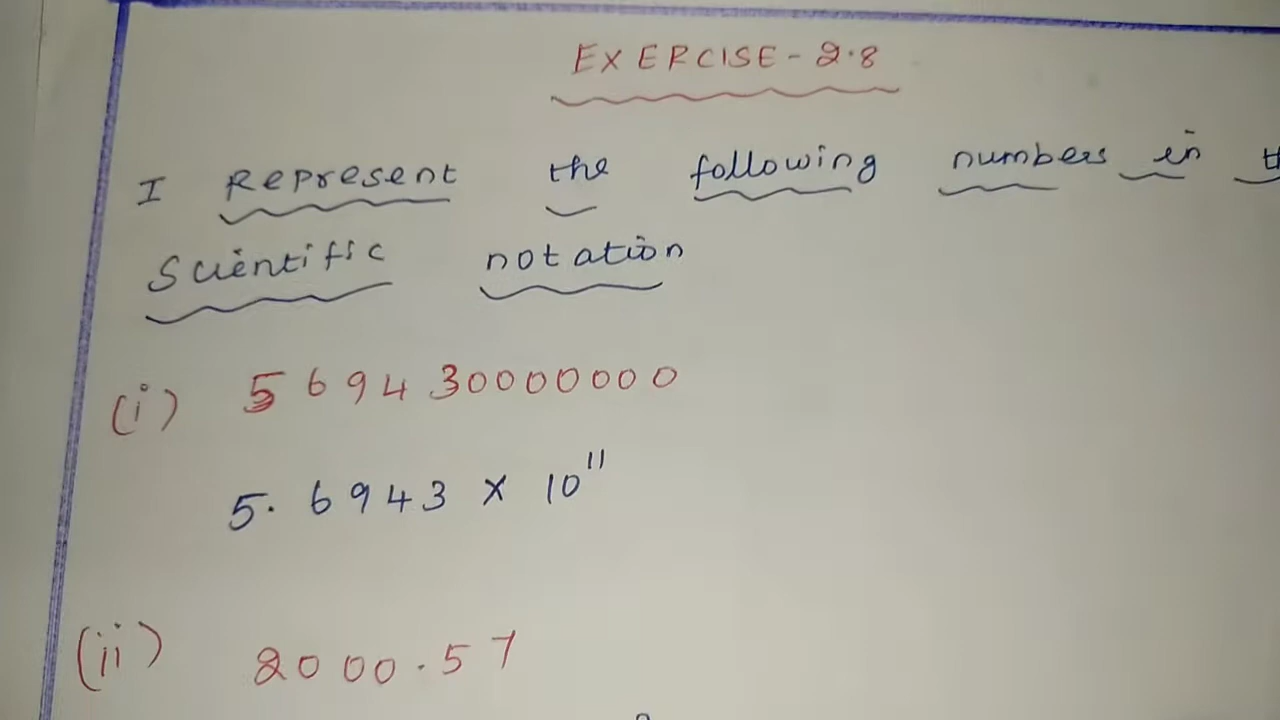 EXERCISE - 2.8
I Represent the following numbers in
Scientific notation
(i) 569430000000
5.6943 × 10¹¹
(ii) 2000.57